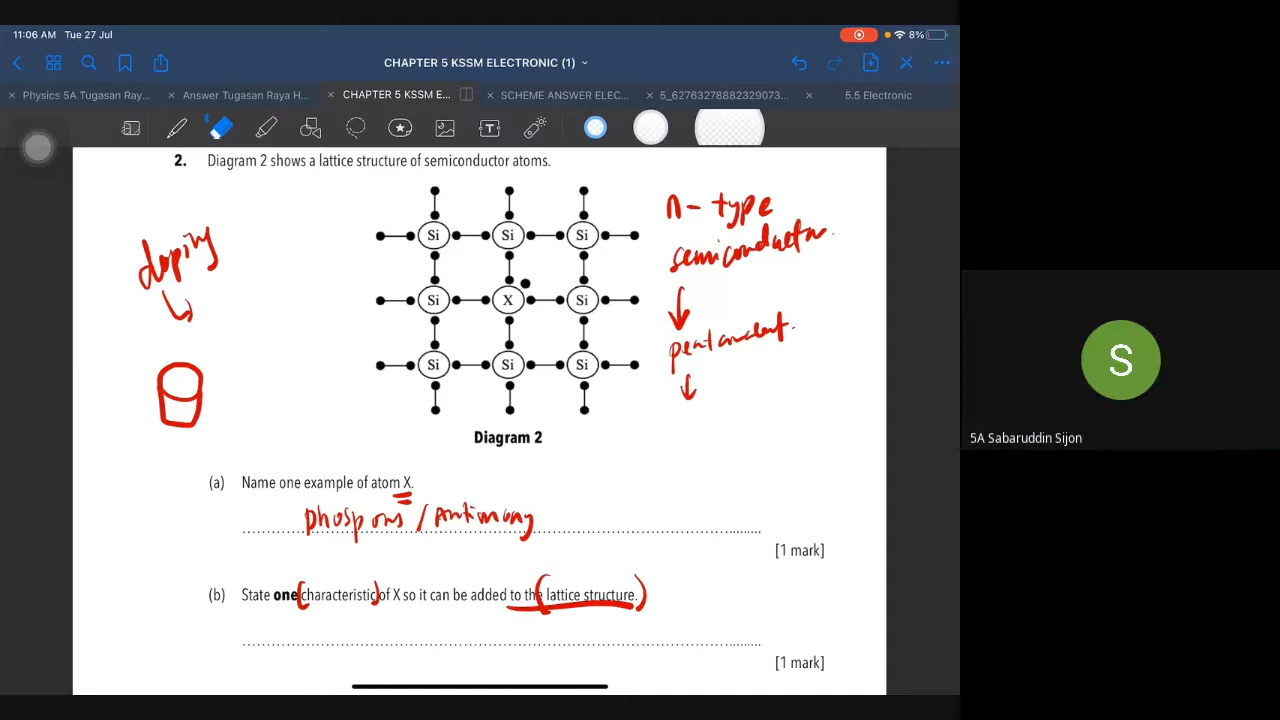 11:06 AM Tue 27 Jul
8%
CHAPTER 5 KSSM ELECTRONIC (1)
Physics 5A Tugasan Ray...
Answer Tugasan Raya H...
CHAPTER 5 KSSM E...
SCHEME ANSWER ELEC...
5_62763278882329073...
5.5 Electronic
2. Diagram 2 shows a lattice structure of semiconductor atoms.
n-type
semiconductor
doping
pentavalent.
Si Si Si
Si X Si
Si Si Si
Diagram 2
(a) Name one example of atom X.
phosporus / Antimony
[1 mark]
(b) State one (characteristic) of X so it can be added to the (lattice structure.)
[1 mark]
S
5A Sabaruddin Sijon